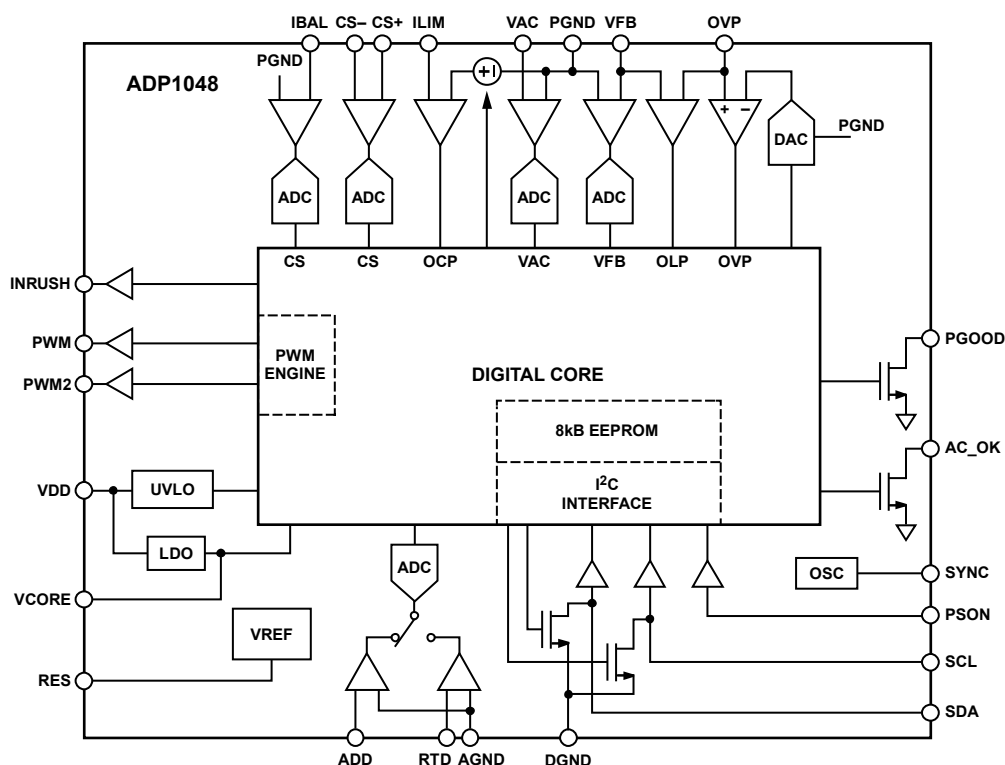 IBAL CS– CS+ ILIM VAC PGND VFB OVP
PGND
ADP1048
+ –
+ –
DAC
PGND
ADC ADC ADC ADC
CS CS OCP VAC VFB OLP OVP
INRUSH
PWM
PWM2
PWM
ENGINE
DIGITAL CORE
8kB EEPROM
I²C
INTERFACE
PGOOD
AC_OK
VDD
UVLO
LDO
VCORE
ADC
OSC
SYNC
PSON
VREF
RES
SCL
SDA
ADD RTD AGND DGND